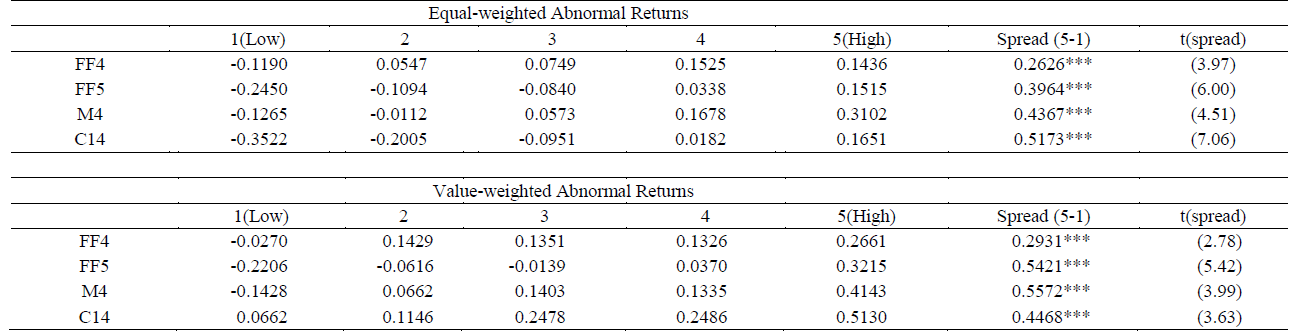 Equal-weighted Abnormal Returns
1(Low) 2 3 4 5(High) Spread (5-1) t(spread)
FF4 -0.1190 0.0547 0.0749 0.1525 0.1436 0.2626*** (3.97)
FF5 -0.2450 -0.1094 -0.0840 0.0338 0.1515 0.3964*** (6.00)
M4 -0.1265 -0.0112 0.0573 0.1678 0.3102 0.4367*** (4.51)
C14 -0.3522 -0.2005 -0.0951 0.0182 0.1651 0.5173*** (7.06)
Value-weighted Abnormal Returns
1(Low) 2 3 4 5(High) Spread (5-1) t(spread)
FF4 -0.0270 0.1429 0.1351 0.1326 0.2661 0.2931*** (2.78)
FF5 -0.2206 -0.0616 -0.0139 0.0370 0.3215 0.5421*** (5.42)
M4 -0.1428 0.0662 0.1403 0.1335 0.4143 0.5572*** (3.99)
C14 0.0662 0.1146 0.2478 0.2486 0.5130 0.4468*** (3.63)